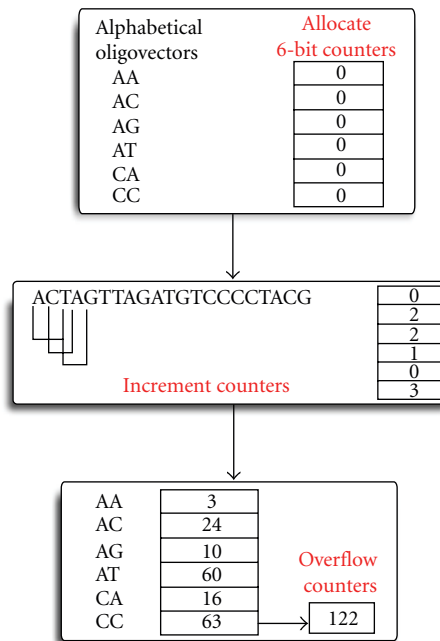 Alphabetical oligovectors
Allocate 6-bit counters
AA 0
AC 0
AG 0
AT 0
CA 0
CC 0
ACTAGTTAGATGTCCCCTACG
0
2
2
1
0
3
Increment counters
AA 3
AC 24
AG 10
AT 60
CA 16
CC 63
Overflow counters
122